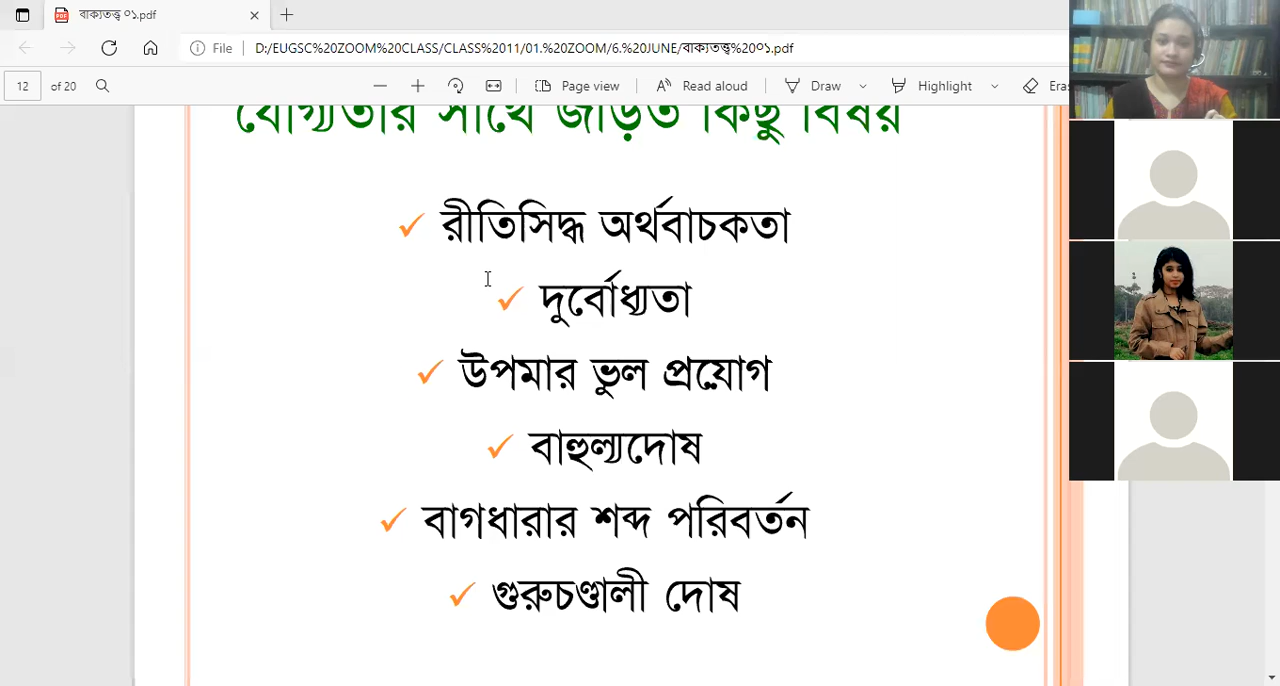 বাক্যতত্ত্ব ০১.pdf
File D:/EUGSC%20ZOOM%20CLASS/CLASS%2011/01.%20ZOOM/6.%20JUNE/বাক্যতত্ত্ব%20০১.pdf
12 of 20 Page view Read aloud Draw Highlight Eras
যোগ্যতার সাথে জড়িত কিছু বিষয়
রীতিসিদ্ধ অর্থবাচকতা
দুর্বোধ্যতা
উপমার ভুল প্রযোগ
বাহুল্যদোষ
বাগধারার শব্দ পরিবর্তন
গুরুচণ্ডালী দোষ